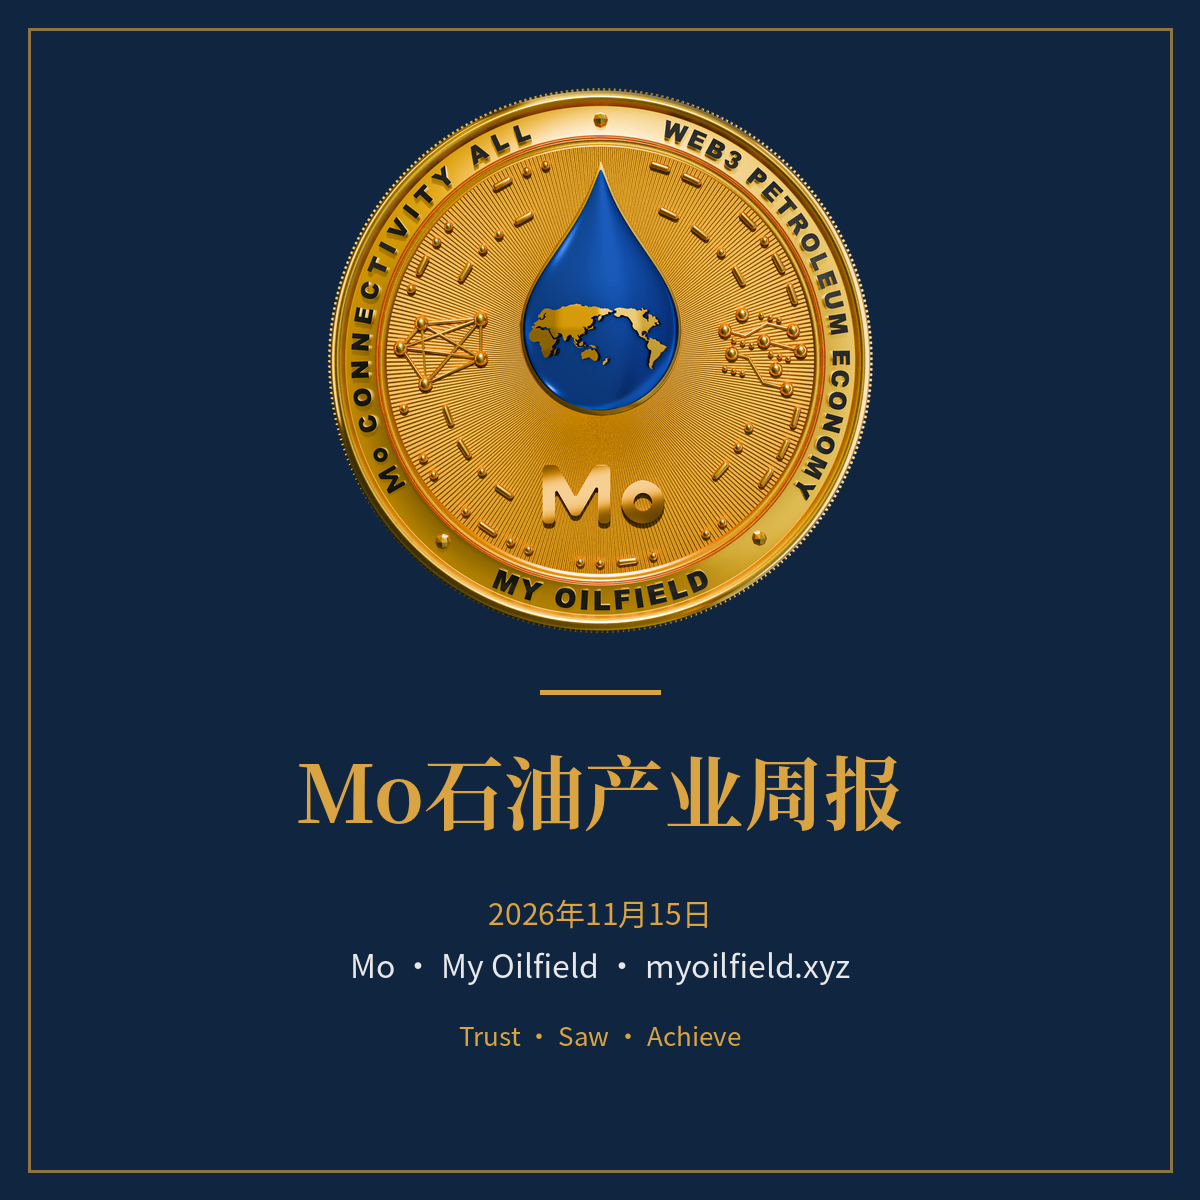 Mo CONNECTIVITY ALL
WEB3 PETROLEUM ECONOMY
Mo
MY OILFIELD
Mo石油产业周报
2026年11月15日
Mo · My Oilfield · myoilfield.xyz
Trust · Saw · Achieve